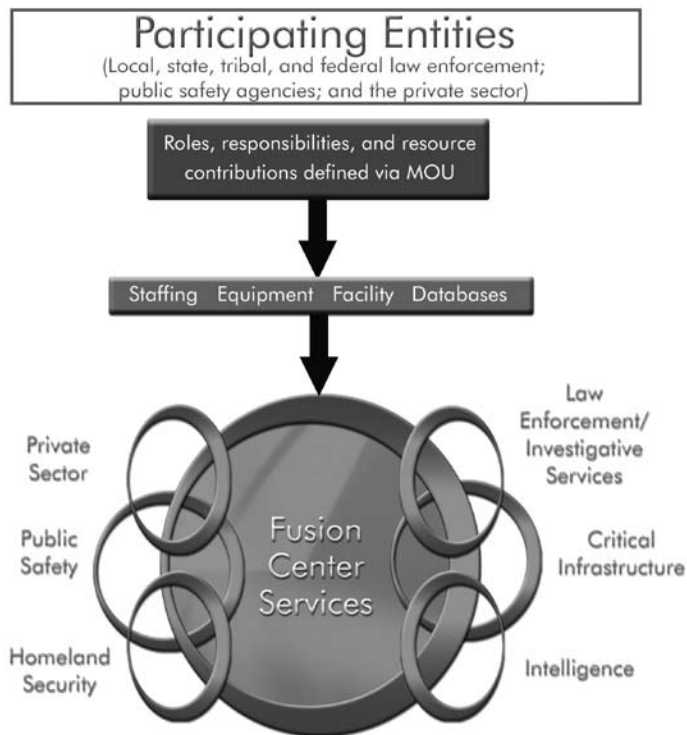 Participating Entities
(Local, state, tribal, and federal law enforcement;
public safety agencies; and the private sector)
Roles, responsibilities, and resource
contributions defined via MOU
Staffing Equipment Facility Databases
Private
Sector
Public
Safety
Homeland
Security
Fusion
Center
Services
Law
Enforcement/
Investigative
Services
Critical
Infrastructure
Intelligence